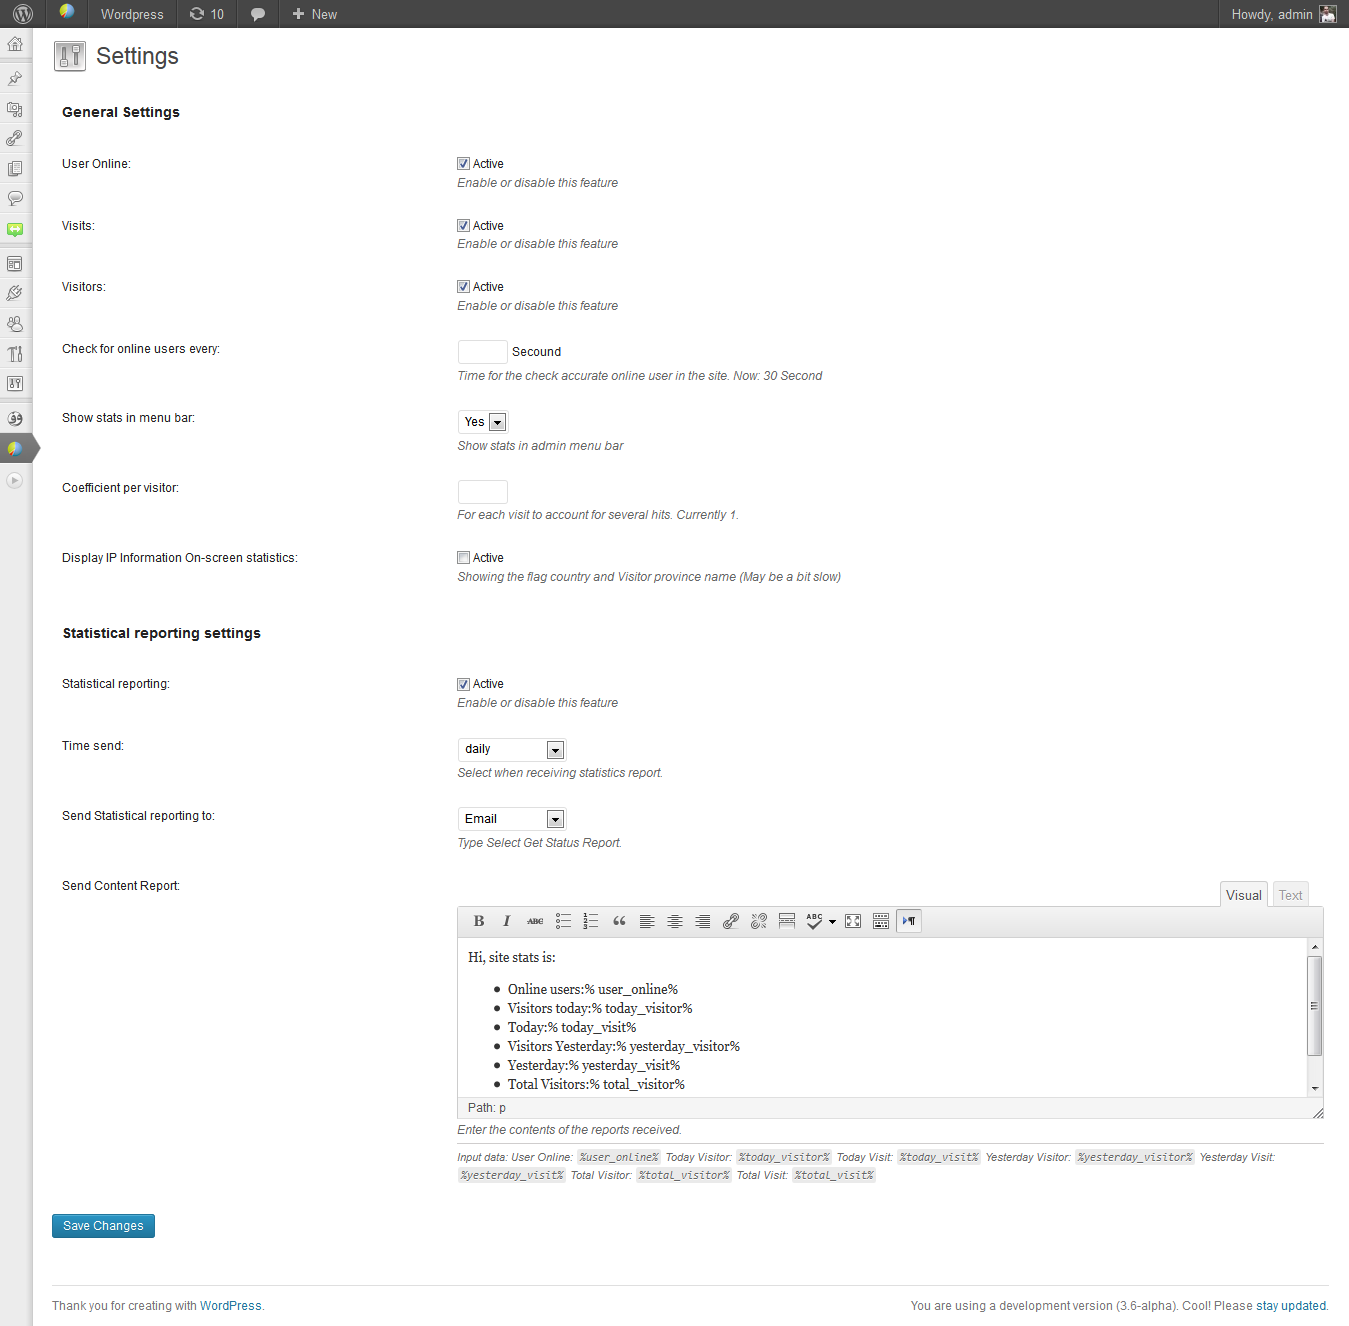 Wordpress 10 New Howdy, admin
Settings
General Settings
User Online: Active
Enable or disable this feature
Visits: Active
Enable or disable this feature
Visitors: Active
Enable or disable this feature
Check for online users every: Secound
Time for the check accurate online user in the site. Now: 30 Second
Show stats in menu bar: Yes
Show stats in admin menu bar
Coefficient per visitor:
For each visit to account for several hits. Currently 1.
Display IP Information On-screen statistics: Active
Showing the flag country and Visitor province name (May be a bit slow)
Statistical reporting settings
Statistical reporting: Active
Enable or disable this feature
Time send: daily
Select when receiving statistics report.
Send Statistical reporting to: Email
Type Select Get Status Report.
Send Content Report:
Visual Text
B I ABC 1 2 3 “ ABC
Hi, site stats is:
Online users:% user_online%
Visitors today:% today_visitor%
Today:% today_visit%
Visitors Yesterday:% yesterday_visitor%
Yesterday:% yesterday_visit%
Total Visitors:% total_visitor%
Path: p
Enter the contents of the reports received.
Input data: User Online: %user_online% Today Visitor: %today_visitor% Today Visit: %today_visit% Yesterday Visitor: %yesterday_visitor% Yesterday Visit:
%yesterday_visit% Total Visitor: %total_visitor% Total Visit: %total_visit%
Save Changes
Thank you for creating with WordPress. You are using a development version (3.6-alpha). Cool! Please stay updated.